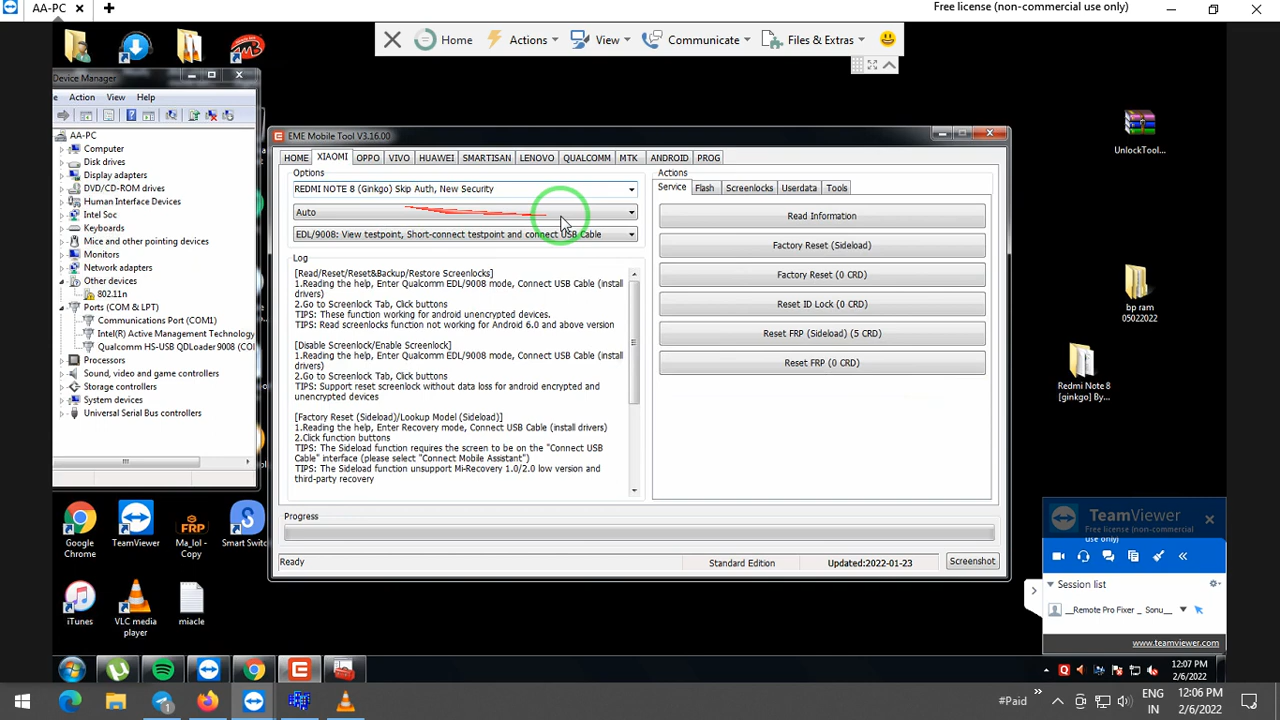 AA-PC
Free license (non-commercial use only)
Home
Actions
View
Communicate
Files & Extras
Device Manager
Action View Help
AA-PC
Computer
Disk drives
Display adapters
DVD/CD-ROM drives
Human Interface Devices
Intel Soc
Keyboards
Mice and other pointing devices
Monitors
Network adapters
Other devices
802.11n
Ports (COM & LPT)
Communications Port (COM1)
Intel(R) Active Management Technology
Qualcomm HS-USB QDLoader 9008 (CO
Processors
Sound, video and game controllers
Storage controllers
System devices
Universal Serial Bus controllers
EME Mobile Tool V3.16.00
HOME XIAOMI OPPO VIVO HUAWEI SMARTISAN LENOVO QUALCOMM MTK ANDROID PROG
Options
REDMI NOTE 8 (Ginkgo) Skip Auth, New Security
Auto
EDL/9008: View testpoint, Short-connect testpoint and connect USB Cable
Log
[Read/Reset/Reset&Backup/Restore Screenlocks]
1.Reading the help, Enter Qualcomm EDL/9008 mode, Connect USB Cable (install
drivers)
2.Go to Screenlock Tab, Click buttons
TIPS: These function working for android unencrypted devices.
TIPS: Read screenlocks function not working for Android 6.0 and above version
[Disable Screenlock/Enable Screenlock]
1.Reading the help, Enter Qualcomm EDL/9008 mode, Connect USB Cable (install
drivers)
2.Go to Screenlock Tab, Click buttons
TIPS: Support reset screenlock without data loss for android encrypted and
unencrypted devices
[Factory Reset (Sideload)/Lookup Model (Sideload)]
1.Reading the help, Enter Recovery mode, Connect USB Cable (install drivers)
2.Click function buttons
TIPS: The Sideload function requires the screen to be on the "Connect USB
Cable" interface (please select "Connect Mobile Assistant")
TIPS: The Sideload function unsupport Mi-Recovery 1.0/2.0 low version and
third-party recovery
Actions
Service Flash Screenlocks Userdata Tools
Read Information
Factory Reset (Sideload)
Factory Reset (0 CRD)
Reset ID Lock (0 CRD)
Reset FRP (Sideload) (5 CRD)
Reset FRP (0 CRD)
Progress
Ready
Standard Edition
Updated:2022-01-23
Screenshot
UnlockTool...
bp ram
05022022
Redmi Note 8
[ginkgo] By...
Google
Chrome
TeamViewer
FRP
Ma_lol -
Copy
Smart Switc
iTunes
VLC media
player
miacle
TeamViewer
Free license (non-commercial
use only)
Session list
__Remote Pro Fixer _ Sonu__
www.teamviewer.com
12:07 PM
2/6/2022
#Paid
ENG
IN
12:06 PM
2/6/2022